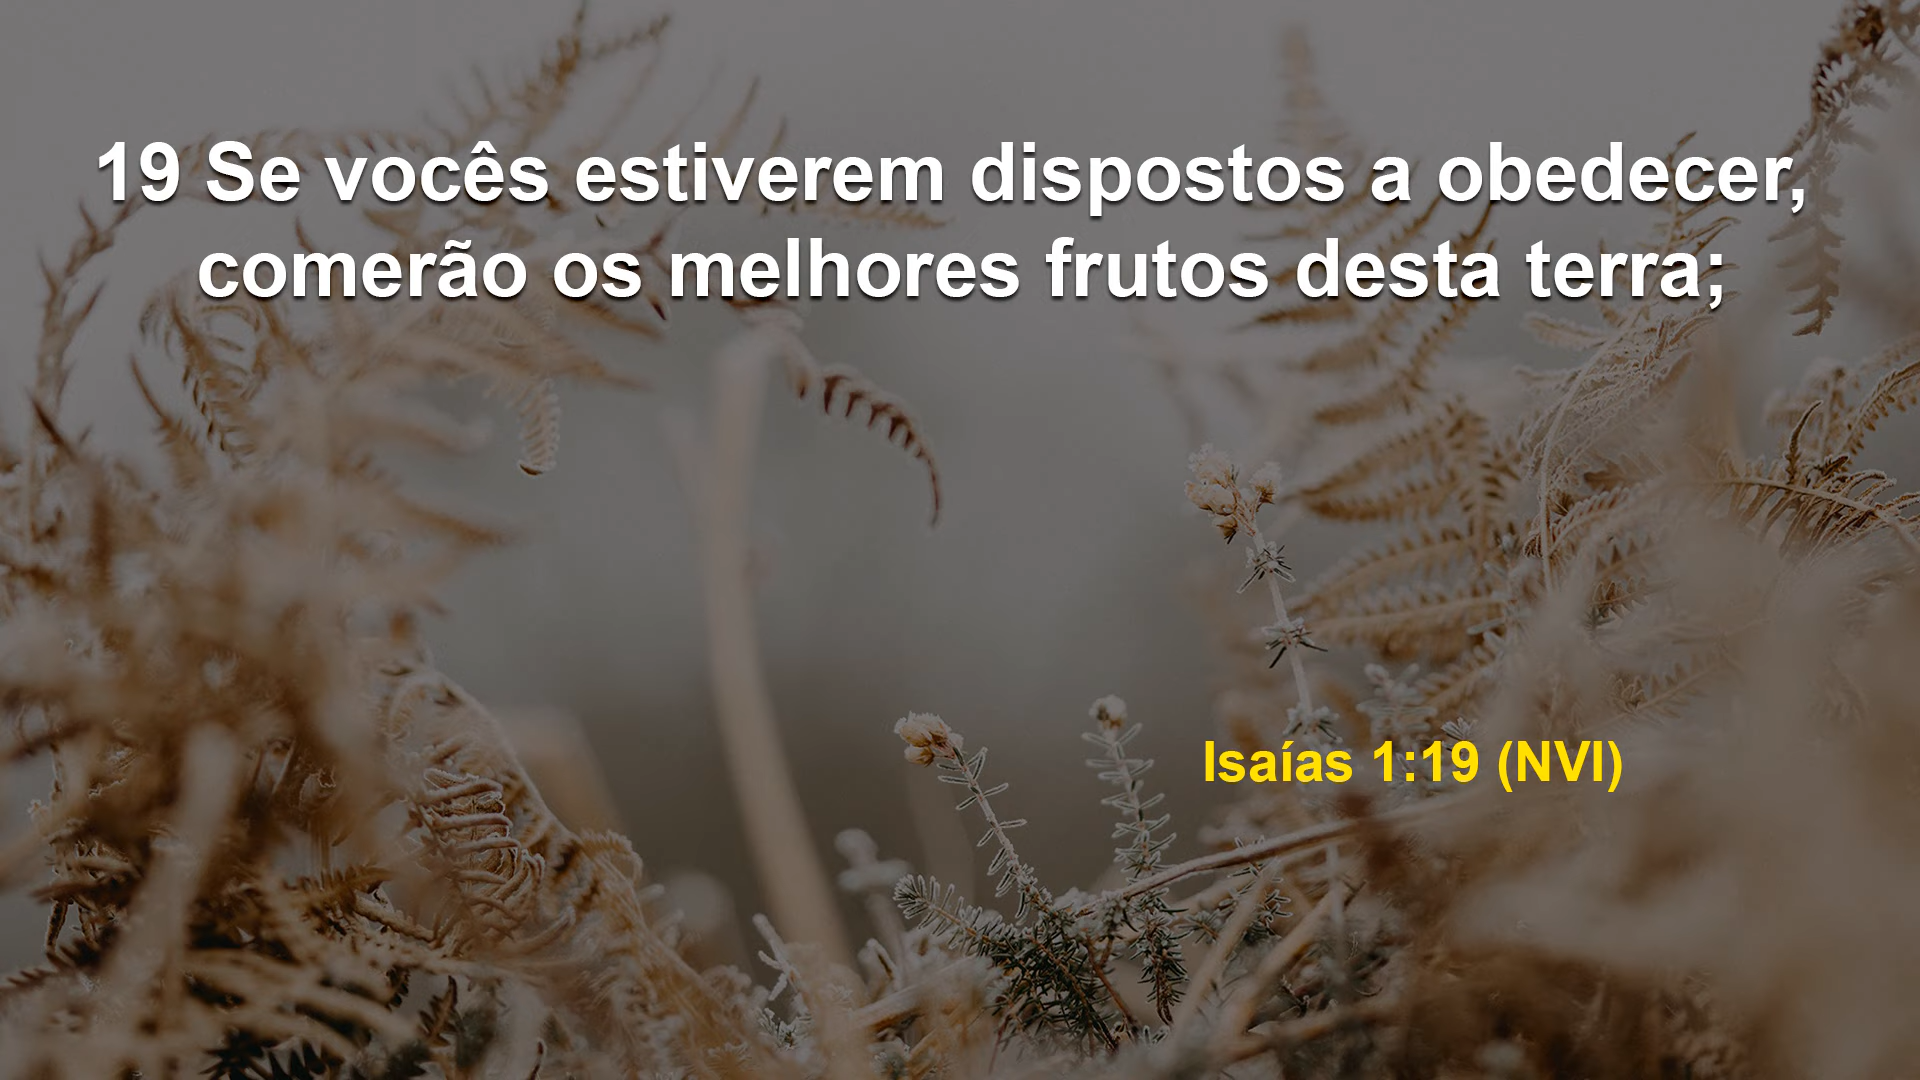 19 Se vocês estiverem dispostos a obedecer,
comerão os melhores frutos desta terra;
Isaías 1:19 (NVI)